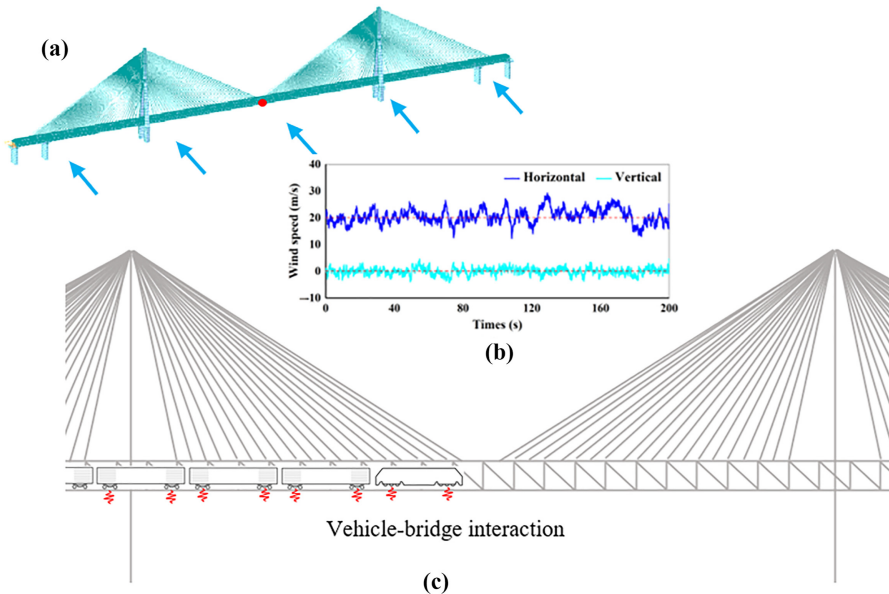 (a)
40
30
20
10
0
−10
Wind speed (m/s)
Horizontal Vertical
0 40 80 120 160 200
Times (s)
(b)
Vehicle-bridge interaction
(c)